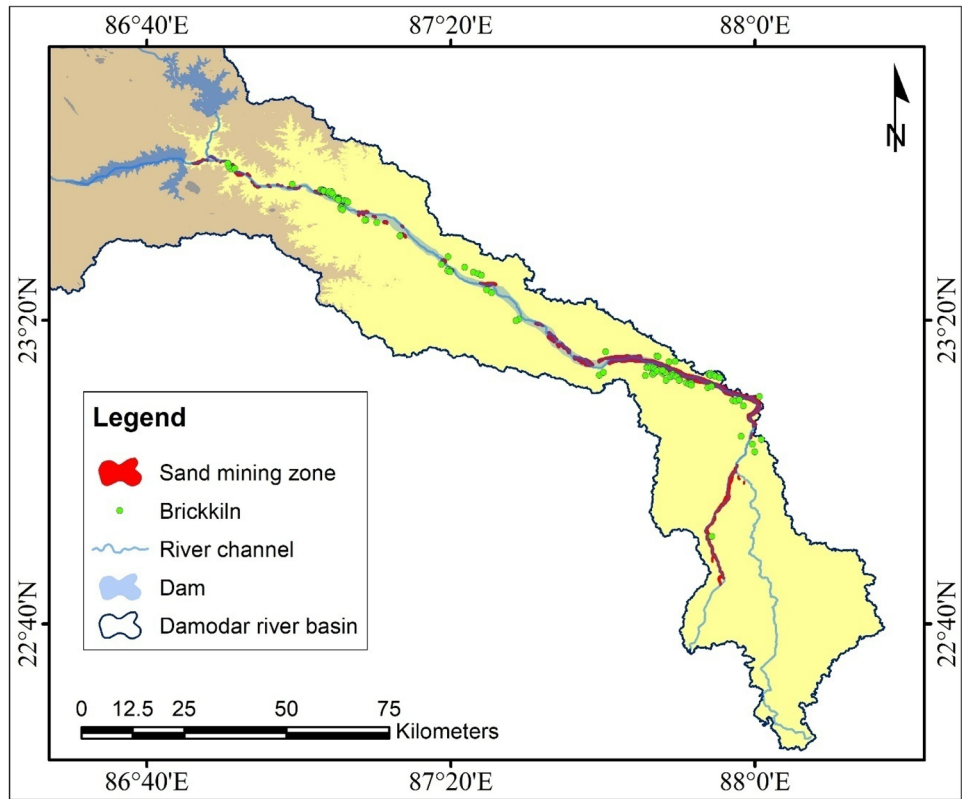 86°40'E 87°20'E 88°0'E
N
23°20'N 23°20'N
Legend
Sand mining zone
Brickkiln
River channel
Dam
Damodar river basin
22°40'N 22°40'N
0 12.5 25 50 75
Kilometers
86°40'E 87°20'E 88°0'E